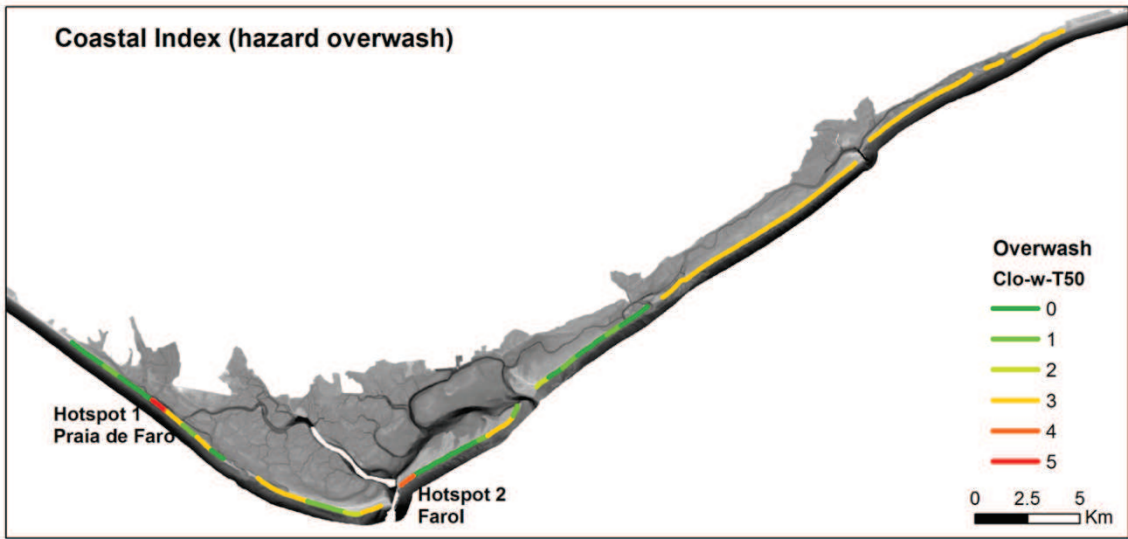 Coastal Index (hazard overwash)
Hotspot 1
Praia de Faro
Hotspot 2
Farol
Overwash
CIo-w-T50
0
1
2
3
4
5
0 2.5 5
Km